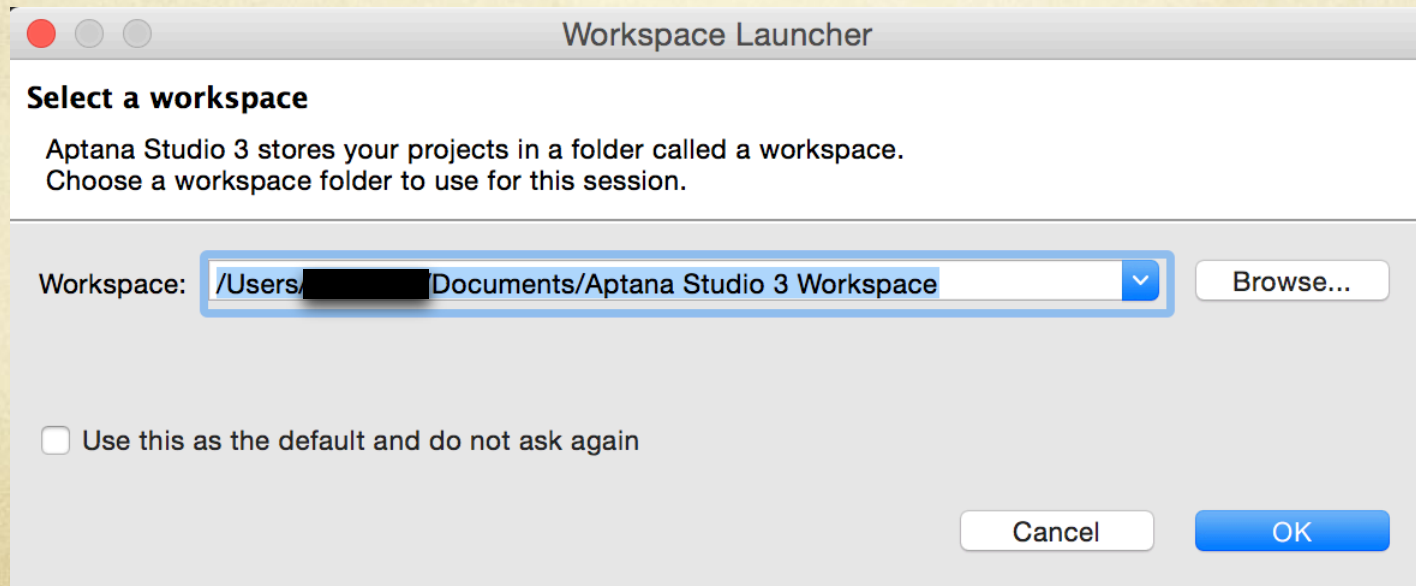 Workspace Launcher
Select a workspace
Aptana Studio 3 stores your projects in a folder called a workspace.
Choose a workspace folder to use for this session.
Workspace: /Users/ /Documents/Aptana Studio 3 Workspace Browse...
Use this as the default and do not ask again
Cancel OK